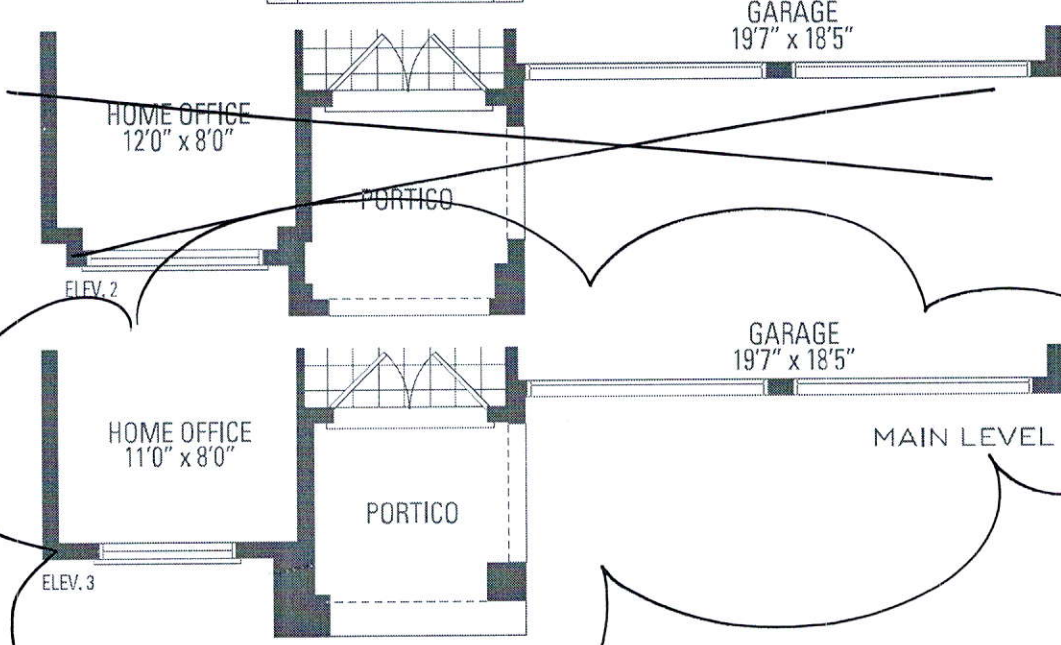 GARAGE
19'7" x 18'5"
HOME OFFICE
12'0" x 8'0"
PORTICO
ELEV. 2
GARAGE
19'7" x 18'5"
HOME OFFICE
11'0" x 8'0"
MAIN LEVEL
PORTICO
ELEV. 3